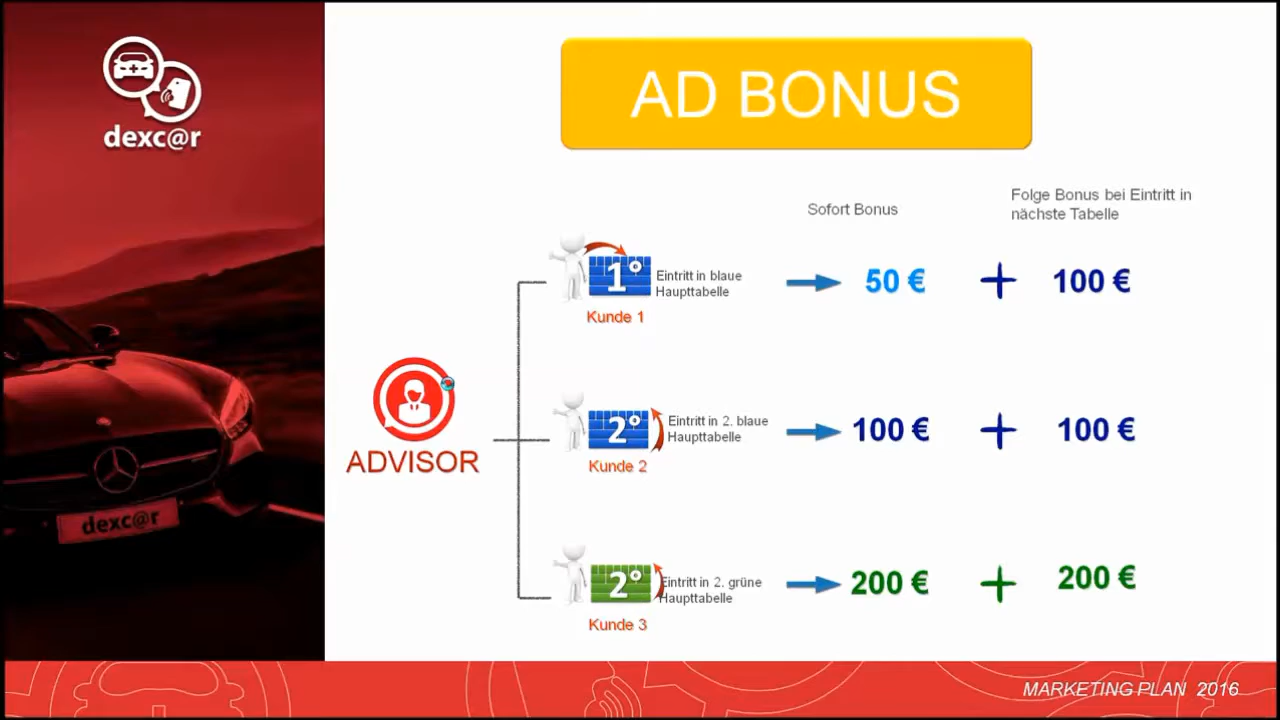 dexc@r
AD BONUS
Sofort Bonus
Folge Bonus bei Eintritt in
nächste Tabelle
1°
Eintritt in blaue
Haupttabelle
50 €
+
100 €
Kunde 1
ADVISOR
2°
Eintritt in 2. blaue
Haupttabelle
100 €
+
100 €
Kunde 2
dexc@r
2°
Eintritt in 2. grüne
Haupttabelle
200 €
+
200 €
Kunde 3
MARKETING PLAN 2016